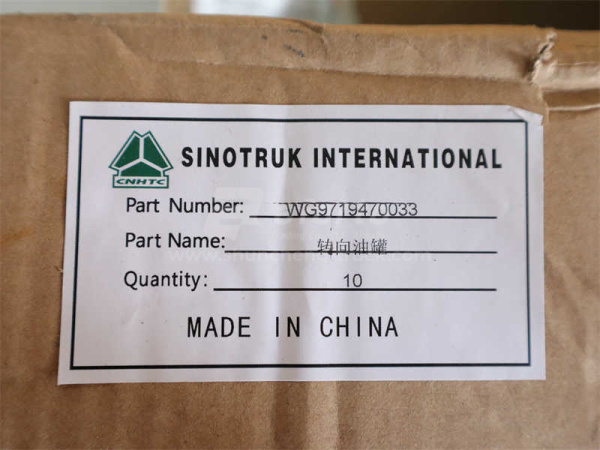 CNHTC
SINOTRUK INTERNATIONAL
Part Number: WG9719470033
Part Name: 转向油罐
Quantity: 10
MADE IN CHINA